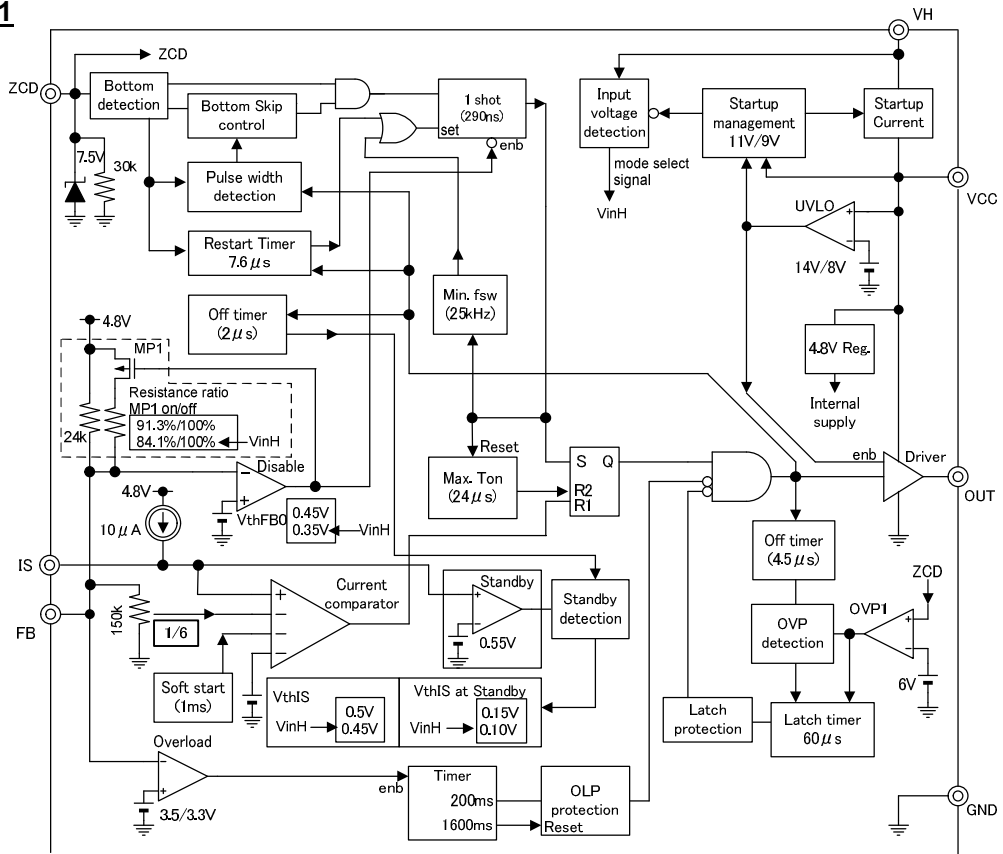 1
VH
ZCD
ZCD
Bottom
detection
Bottom Skip
control
1 shot
(290ns)
set
enb
Input
voltage
detection
Startup
management
11V/9V
Startup
Current
mode select
signal
VinH
VCC
7.5V
30k
Pulse width
detection
UVLO
14V/8V
Restart Timer
7.6μs
Min. fsw
(25kHz)
Off timer
(2μs)
4.8V
MP1
Resistance ratio
MP1 on/off
91.3%/100%
84.1%/100%
VinH
24k
4.8V Reg.
Internal
supply
Reset
Max. Ton
(24μs)
S Q
R2
R1
enb
Driver
OUT
Disable
VthFB0
0.45V
0.35V
VinH
4.8V
10μA
Off timer
(4.5μs)
IS
FB
150k
1/6
Current
comparator
Standby
0.55V
Standby
detection
ZCD
OVP1
OVP
detection
6V
Soft start
(1ms)
VthIS
VinH
0.5V
0.45V
VthIS at Standby
VinH
0.15V
0.10V
Latch
protection
Latch timer
60μs
Overload
3.5/3.3V
enb
Timer
200ms
1600ms
OLP
protection
Reset
GND